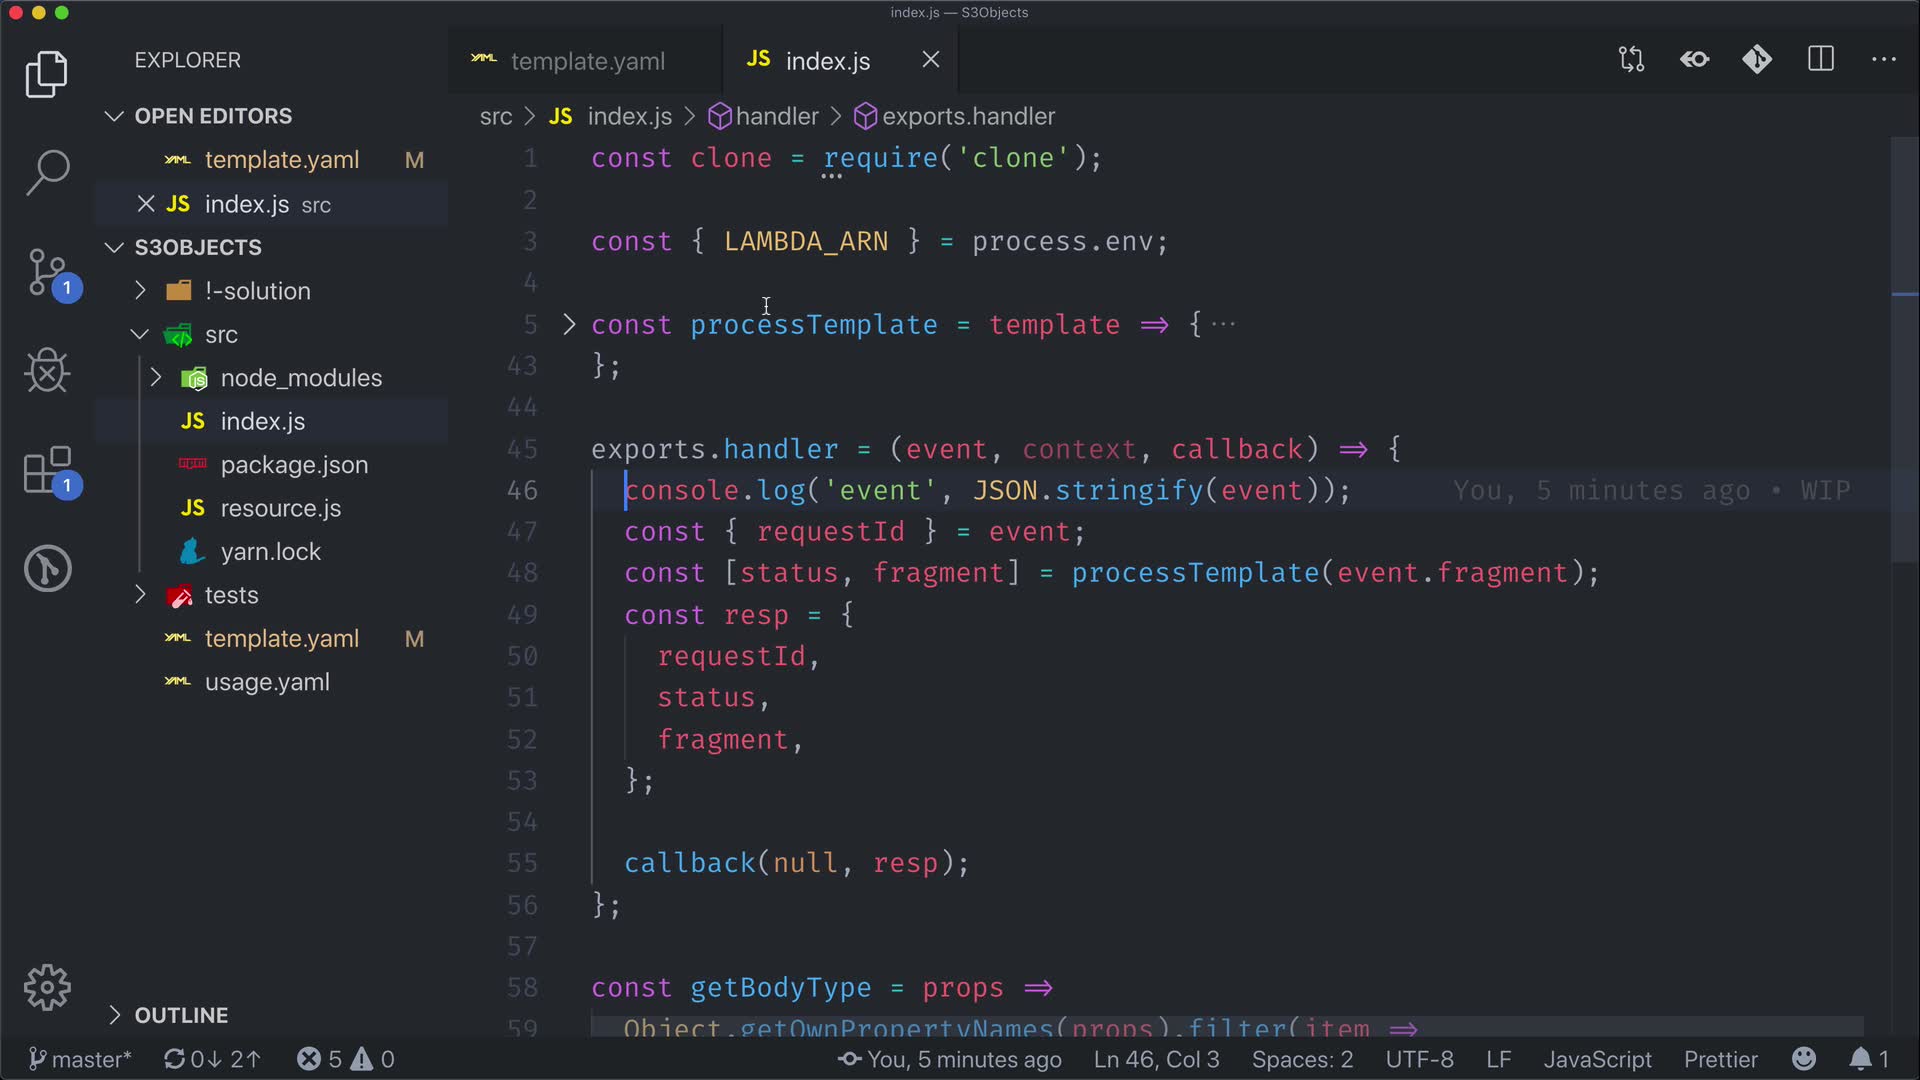 index.js — S3Objects
EXPLORER
OPEN EDITORS
template.yaml M
index.js src
S3OBJECTS
!-solution
src
node_modules
JS index.js
package.json
JS resource.js
yarn.lock
tests
template.yaml M
usage.yaml
OUTLINE
1
1
template.yaml
JS index.js
src > JS index.js > handler > exports.handler
1 const clone = require('clone');
2
3 const { LAMBDA_ARN } = process.env;
4
5 const processTemplate = template ⇒ {···
43 };
44
45 exports.handler = (event, context, callback) ⇒ {
46 console.log('event', JSON.stringify(event)); You, 5 minutes ago • WIP
47 const { requestId } = event;
48 const [status, fragment] = processTemplate(event.fragment);
49 const resp = {
50 requestId,
51 status,
52 fragment,
53 };
54
55 callback(null, resp);
56 };
57
58 const getBodyType = props ⇒
59 Object.getOwnPropertyNames(props).filter(item ⇒
master* 0↓ 2↑ 5 0 You, 5 minutes ago Ln 46, Col 3 Spaces: 2 UTF-8 LF JavaScript Prettier 1